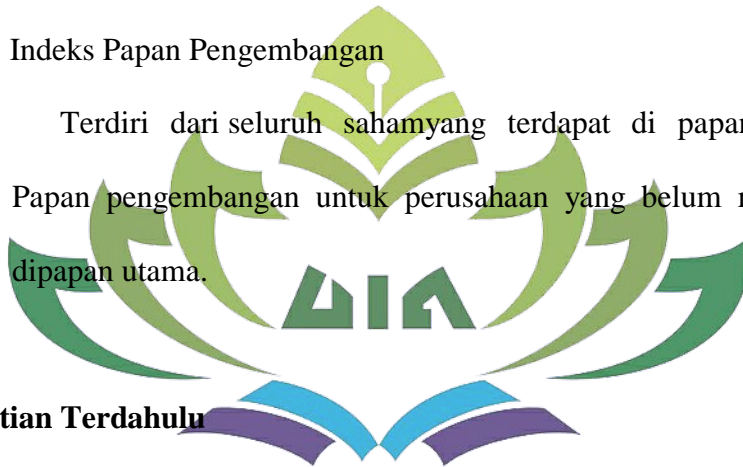 Indeks Papan Pengembangan
Terdiri dari seluruh sahamyang terdapat di papan
Papan pengembangan untuk perusahaan yang belum
dipapan utama.
UIN
tian Terdahulu